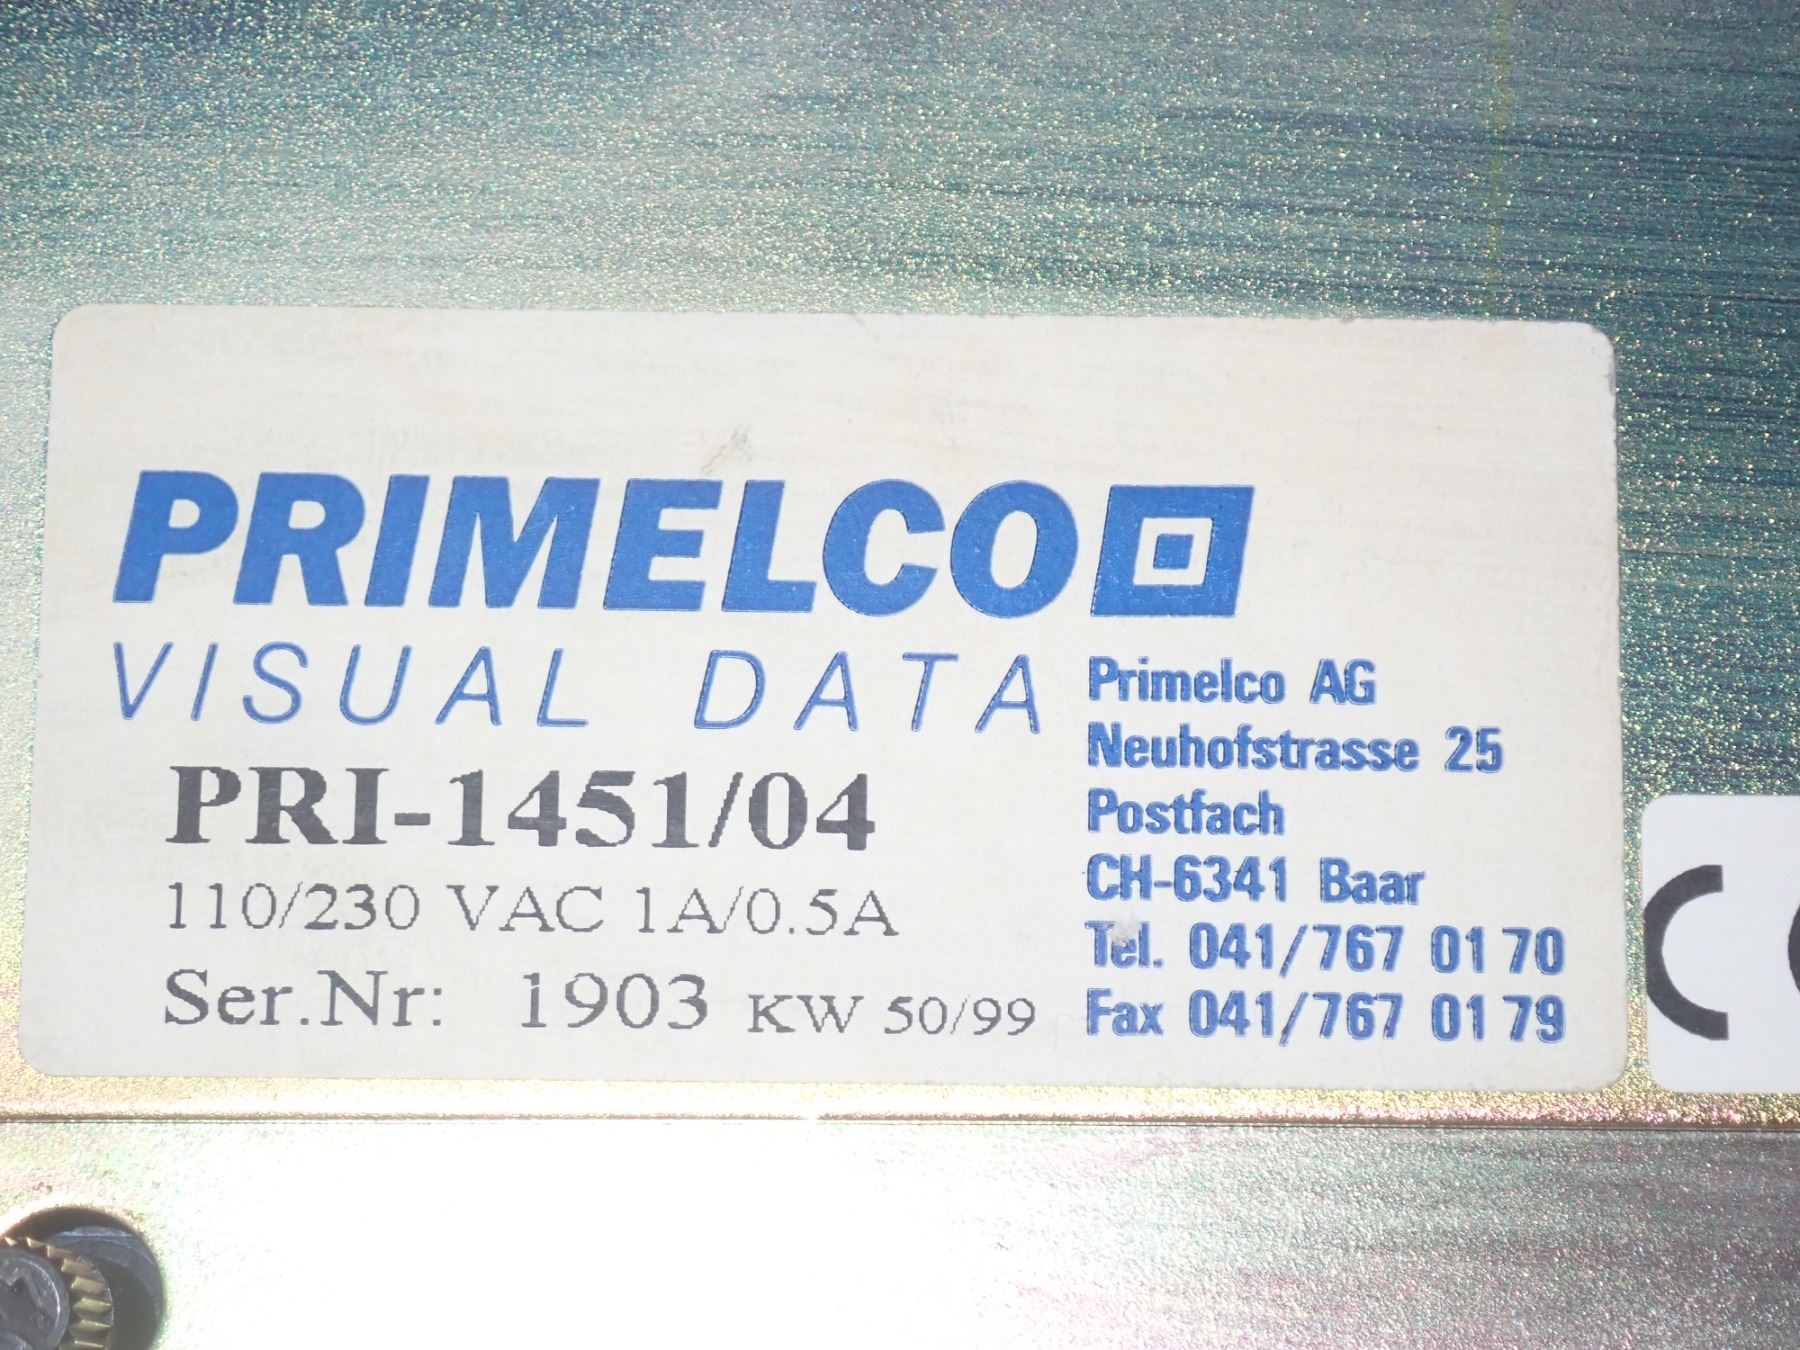 PRIMELCO
VISUAL DATA
PRI-1451/04
110/230 VAC 1A/0.5A
Ser.Nr: 1903 KW 50/99
Primelco AG
Neuhofstrasse 25
Postfach
CH-6341 Baar
Tel. 041/767 01 70
Fax 041/767 01 79